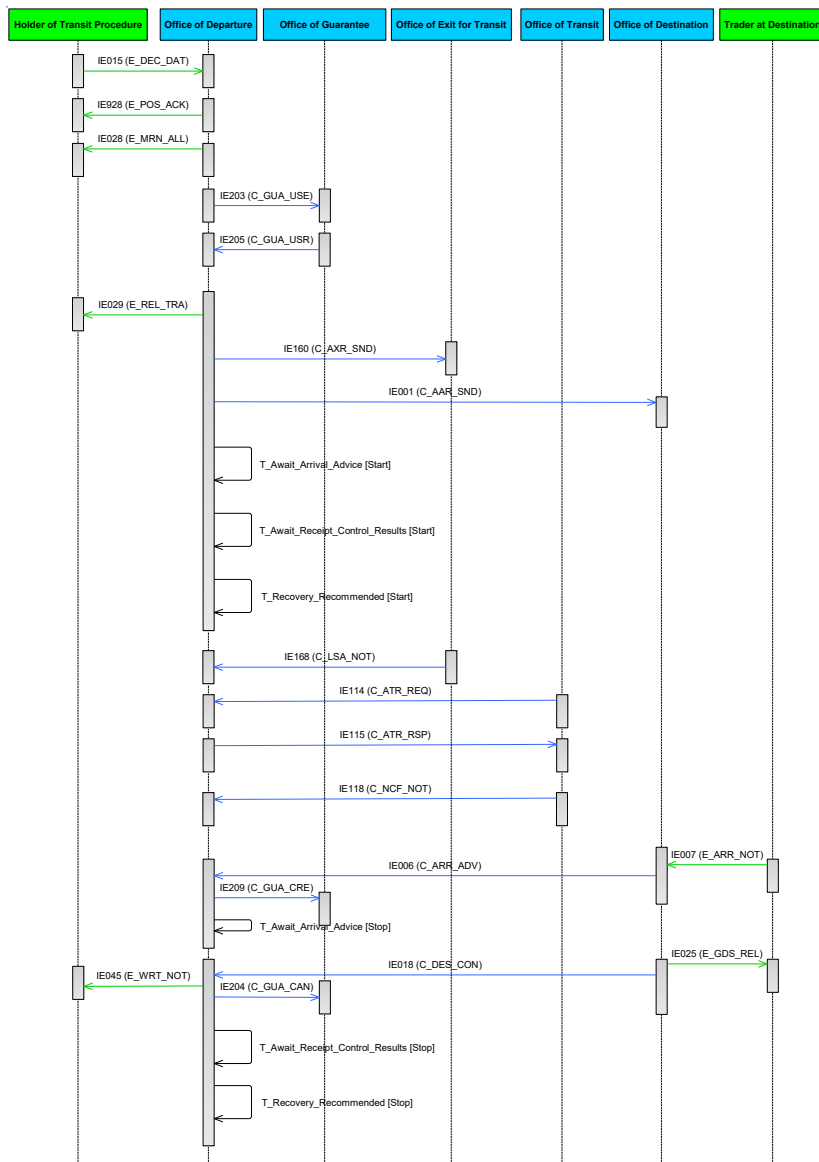 Holder of Transit Procedure
Office of Departure
Office of Guarantee
Office of Exit for Transit
Office of Transit
Office of Destination
Trader at Destination
IE015 (E_DEC_DAT)
IE928 (E_POS_ACK)
IE028 (E_MRN_ALL)
IE203 (C_GUA_USE)
IE205 (C_GUA_USR)
IE029 (E_REL_TRA)
IE160 (C_AXR_SND)
IE001 (C_AAR_SND)
T_Await_Arrival_Advice [Start]
T_Await_Receipt_Control_Results [Start]
T_Recovery_Recommended [Start]
IE168 (C_LSA_NOT)
IE114 (C_ATR_REQ)
IE115 (C_ATR_RSP)
IE118 (C_NCF_NOT)
IE007 (E_ARR_NOT)
IE006 (C_ARR_ADV)
IE209 (C_GUA_CRE)
T_Await_Arrival_Advice [Stop]
IE025 (E_GDS_REL)
IE018 (C_DES_CON)
IE045 (E_WRT_NOT)
IE204 (C_GUA_CAN)
T_Await_Receipt_Control_Results [Stop]
T_Recovery_Recommended [Stop]